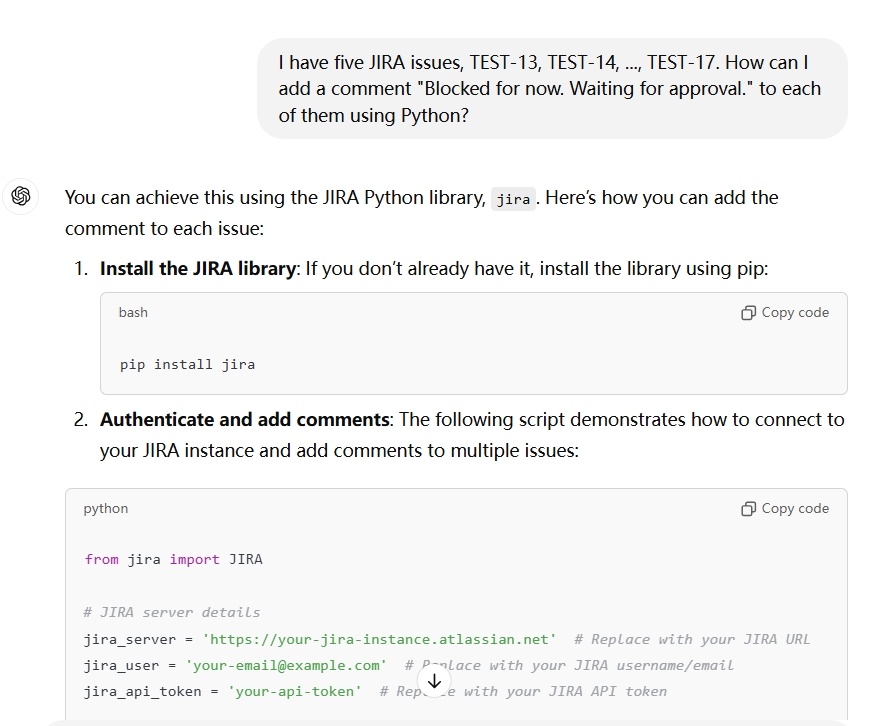 I have five JIRA issues, TEST-13, TEST-14, ..., TEST-17. How can I
add a comment "Blocked for now. Waiting for approval." to each
of them using Python?
You can achieve this using the JIRA Python library, jira. Here's how you can add the
comment to each issue:
1. Install the JIRA library: If you don't already have it, install the library using pip:
bash
Copy code
pip install jira
2. Authenticate and add comments: The following script demonstrates how to connect to
your JIRA instance and add comments to multiple issues:
python
Copy code
from jira import JIRA
# JIRA server details
jira_server = 'https://your-jira-instance.atlassian.net'  # Replace with your JIRA URL
jira_user = 'your-email@example.com'  # Replace with your JIRA username/email
jira_api_token = 'your-api-token'  # Replace with your JIRA API token